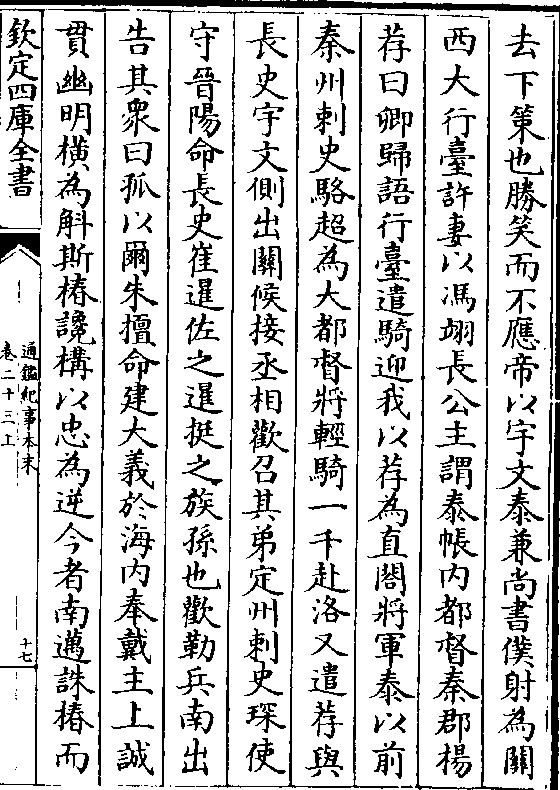 去下策也勝笑而不應帝以宇文泰兼尚書僕射為關
西大行臺許妻以馮翊長公主謂泰帳内都督秦郡楊
荐曰卿歸語行臺遣騎迎我以荐為直閤將軍泰以前
秦州刺史駱超為大都督將輕騎一千赴洛又遣荐與
長史宇文側出關候接丞相歡召其弟定州刺史琛使
守晉陽命長史崔暹佐之暹挺之族孫也歡勒兵南出
告其衆曰孤以爾朱擅命建大義於海内奉戴主上誠
貫幽明橫為斛斯椿讒構以忠為逆今者南邁誅椿而
欽定四庫全書
通鑑紀事本末
卷二十三上
十七